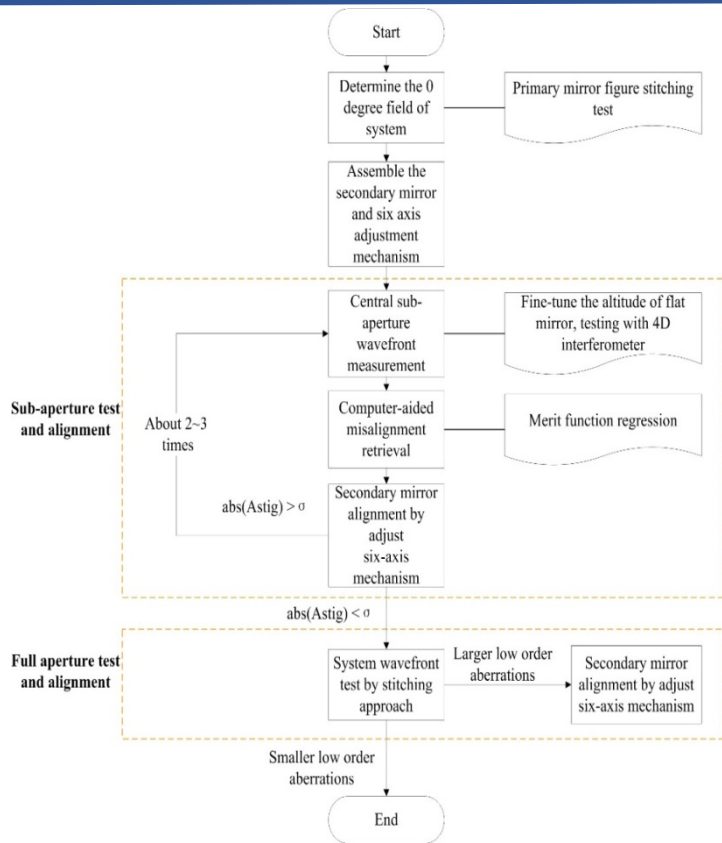 Start
Determine the 0
degree field of
system
Primary mirror figure stitching
test
Assemble the
secondary mirror
and six axis
adjustment
mechanism
Central sub-
aperture
wavefront
measurement
Fine-tune the altitude of flat
mirror, testing with 4D
interferometer
Sub-aperture test
and alignment
About 2~3
times
Computer-aided
misalignment
retrieval
Merit function regression
abs(Astig) > σ
Secondary mirror
alignment by
adjust
six-axis
mechanism
abs(Astig) < σ
Full aperture test
and alignment
System wavefront
test by stitching
approach
Larger low order
aberrations
Secondary mirror
alignment by adjust
six-axis mechanism
Smaller low order
aberrations
End